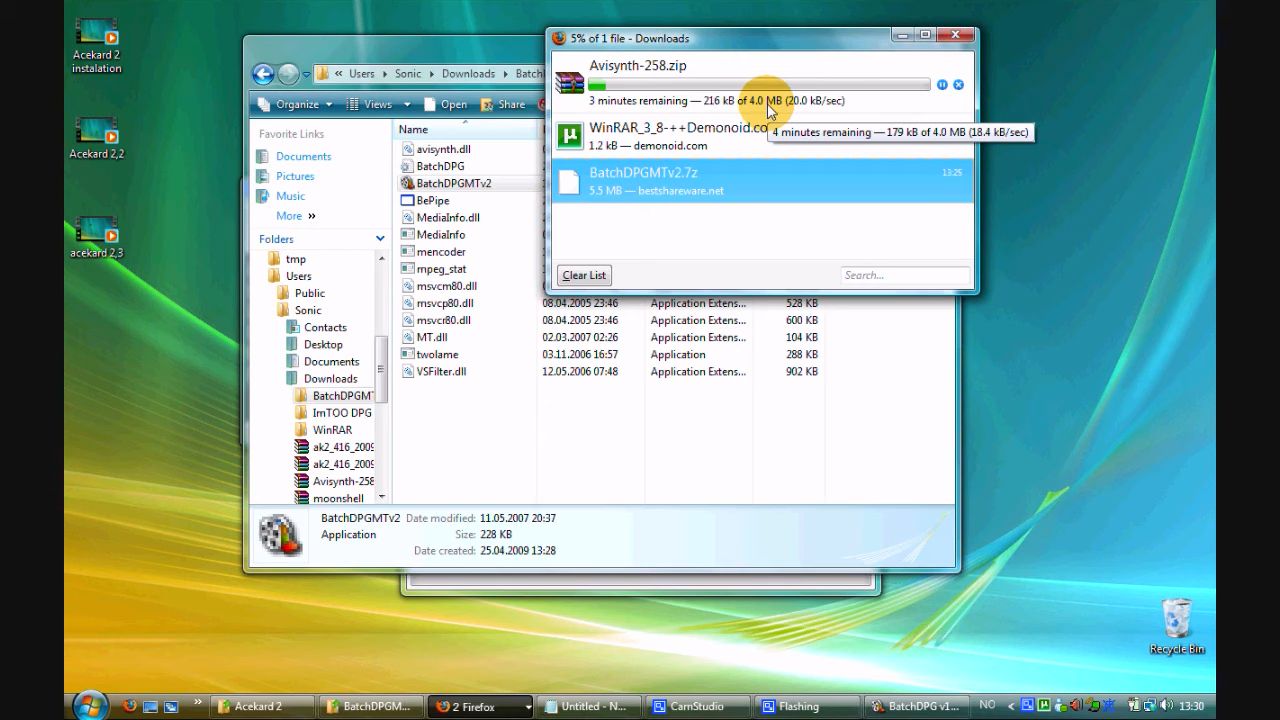 Acekard 2
instalation
Acekard 2,2
acekard 2,3
5% of 1 file - Downloads
Avisynth-258.zip
3 minutes remaining — 216 kB of 4.0 MB (20.0 kB/sec)
4 minutes remaining — 179 kB of 4.0 MB (18.4 kB/sec)
WinRAR_3_8-++Demonoid.co
1.2 kB — demonoid.com
BatchDPGMTv2.7z
13:25
5.5 MB — bestshareware.net
Clear List
Search...
Users
Sonic
Downloads
Organize
Views
Open
Share
Favorite Links
Documents
Pictures
Music
More »
Folders
tmp
Users
Public
Sonic
Contacts
Desktop
Documents
Downloads
BatchDPGMT
ImTOO DPG
WinRAR
ak2_416_2009
ak2_416_2009
Avisynth-258
moonshell
Name
avisynth.dll
BatchDPG
BatchDPGMTv2
BePipe
MediaInfo.dll
MediaInfo
mencoder
mpeg_stat
msvcm80.dll
msvcp80.dll 08.04.2005 23:46 Application Extens... 528 KB
msvcr80.dll 08.04.2005 23:46 Application Extens... 600 KB
MT.dll 02.03.2007 02:26 Application Extens... 104 KB
twolame 03.11.2006 16:57 Application 288 KB
VSFilter.dll 12.05.2006 07:48 Application Extens... 902 KB
BatchDPGMTv2 Date modified: 11.05.2007 20:37
Application Size: 228 KB
Date created: 25.04.2009 13:28
Recycle Bin
Acekard 2
BatchDPGM...
2 Firefox
Untitled - N...
CamStudio
Flashing
BatchDPG v1...
NO
13:30